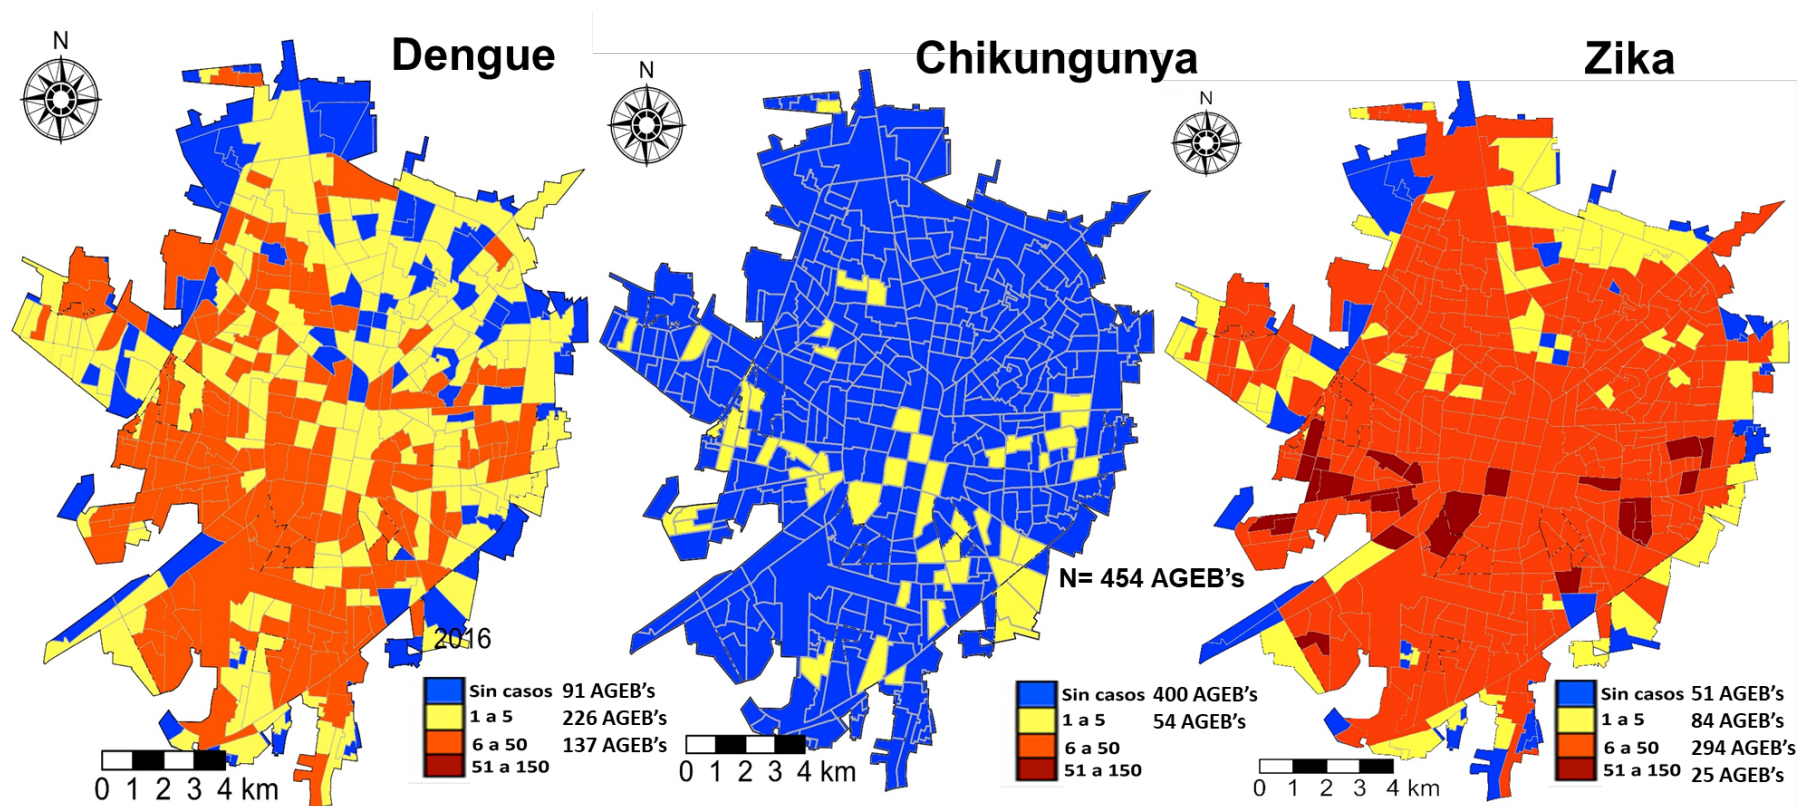 Dengue
N
2016
Sin casos 91 AGEB's
1 a 5 226 AGEB's
6 a 50 137 AGEB's
51 a 150
0 1 2 3 4 km
Chikungunya
N
N= 454 AGEB's
Sin casos 400 AGEB's
1 a 5 54 AGEB's
6 a 50
51 a 150
0 1 2 3 4 km
Zika
N
Sin casos 51 AGEB's
1 a 5 84 AGEB's
6 a 50 294 AGEB's
51 a 150 25 AGEB's
0 1 2 3 4 km